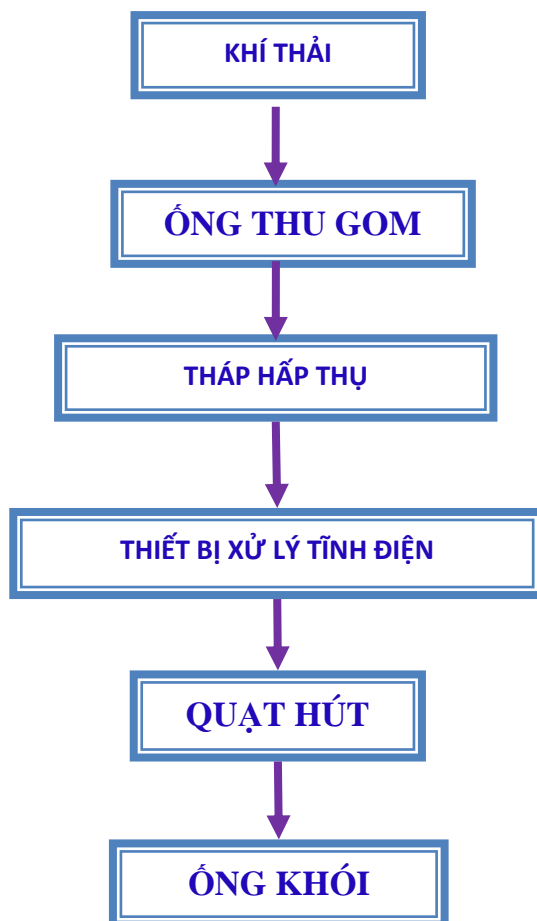 KHÍ THẢI
ỐNG THU GOM
THÁP HẤP THỤ
THIẾT BỊ XỬ LÝ TĨNH ĐIỆN
QUẠT HÚT
ỐNG KHÓI